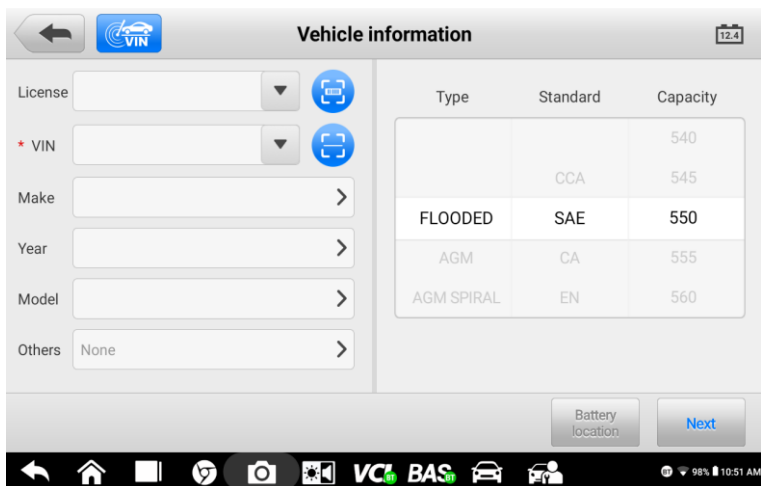 VIN
Vehicle information
12.4
License
* VIN
Make
Year
Model
Others None
Type Standard Capacity
540
CCA 545
FLOODED SAE 550
AGM CA 555
AGM SPIRAL EN 560
Battery
location
Next
VCI BAS 98% 10:51 AM